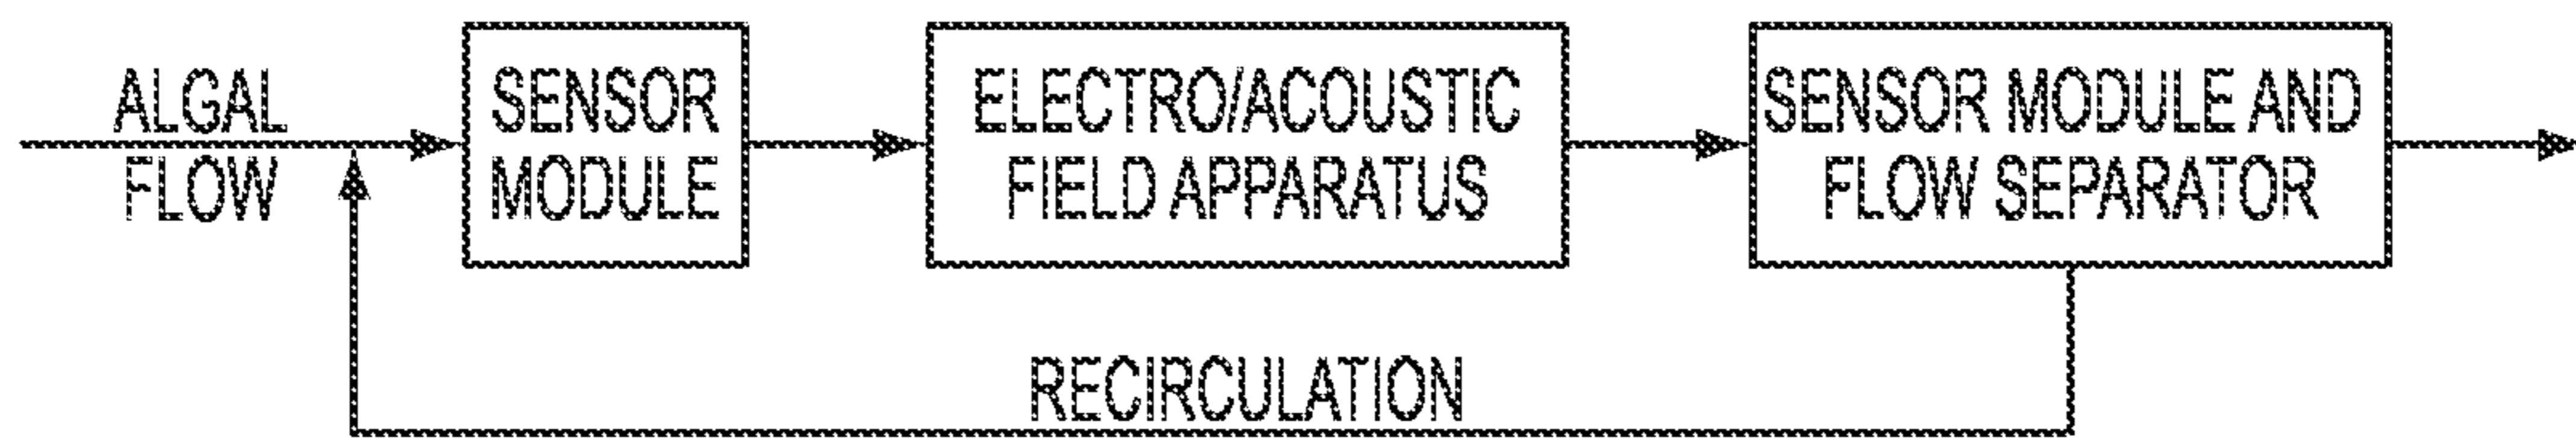 ALGAL
FLOW
SENSOR
MODULE
ELECTRO/ACOUSTIC
FIELD APPARATUS
SENSOR MODULE AND
FLOW SEPARATOR
RECIRCULATION